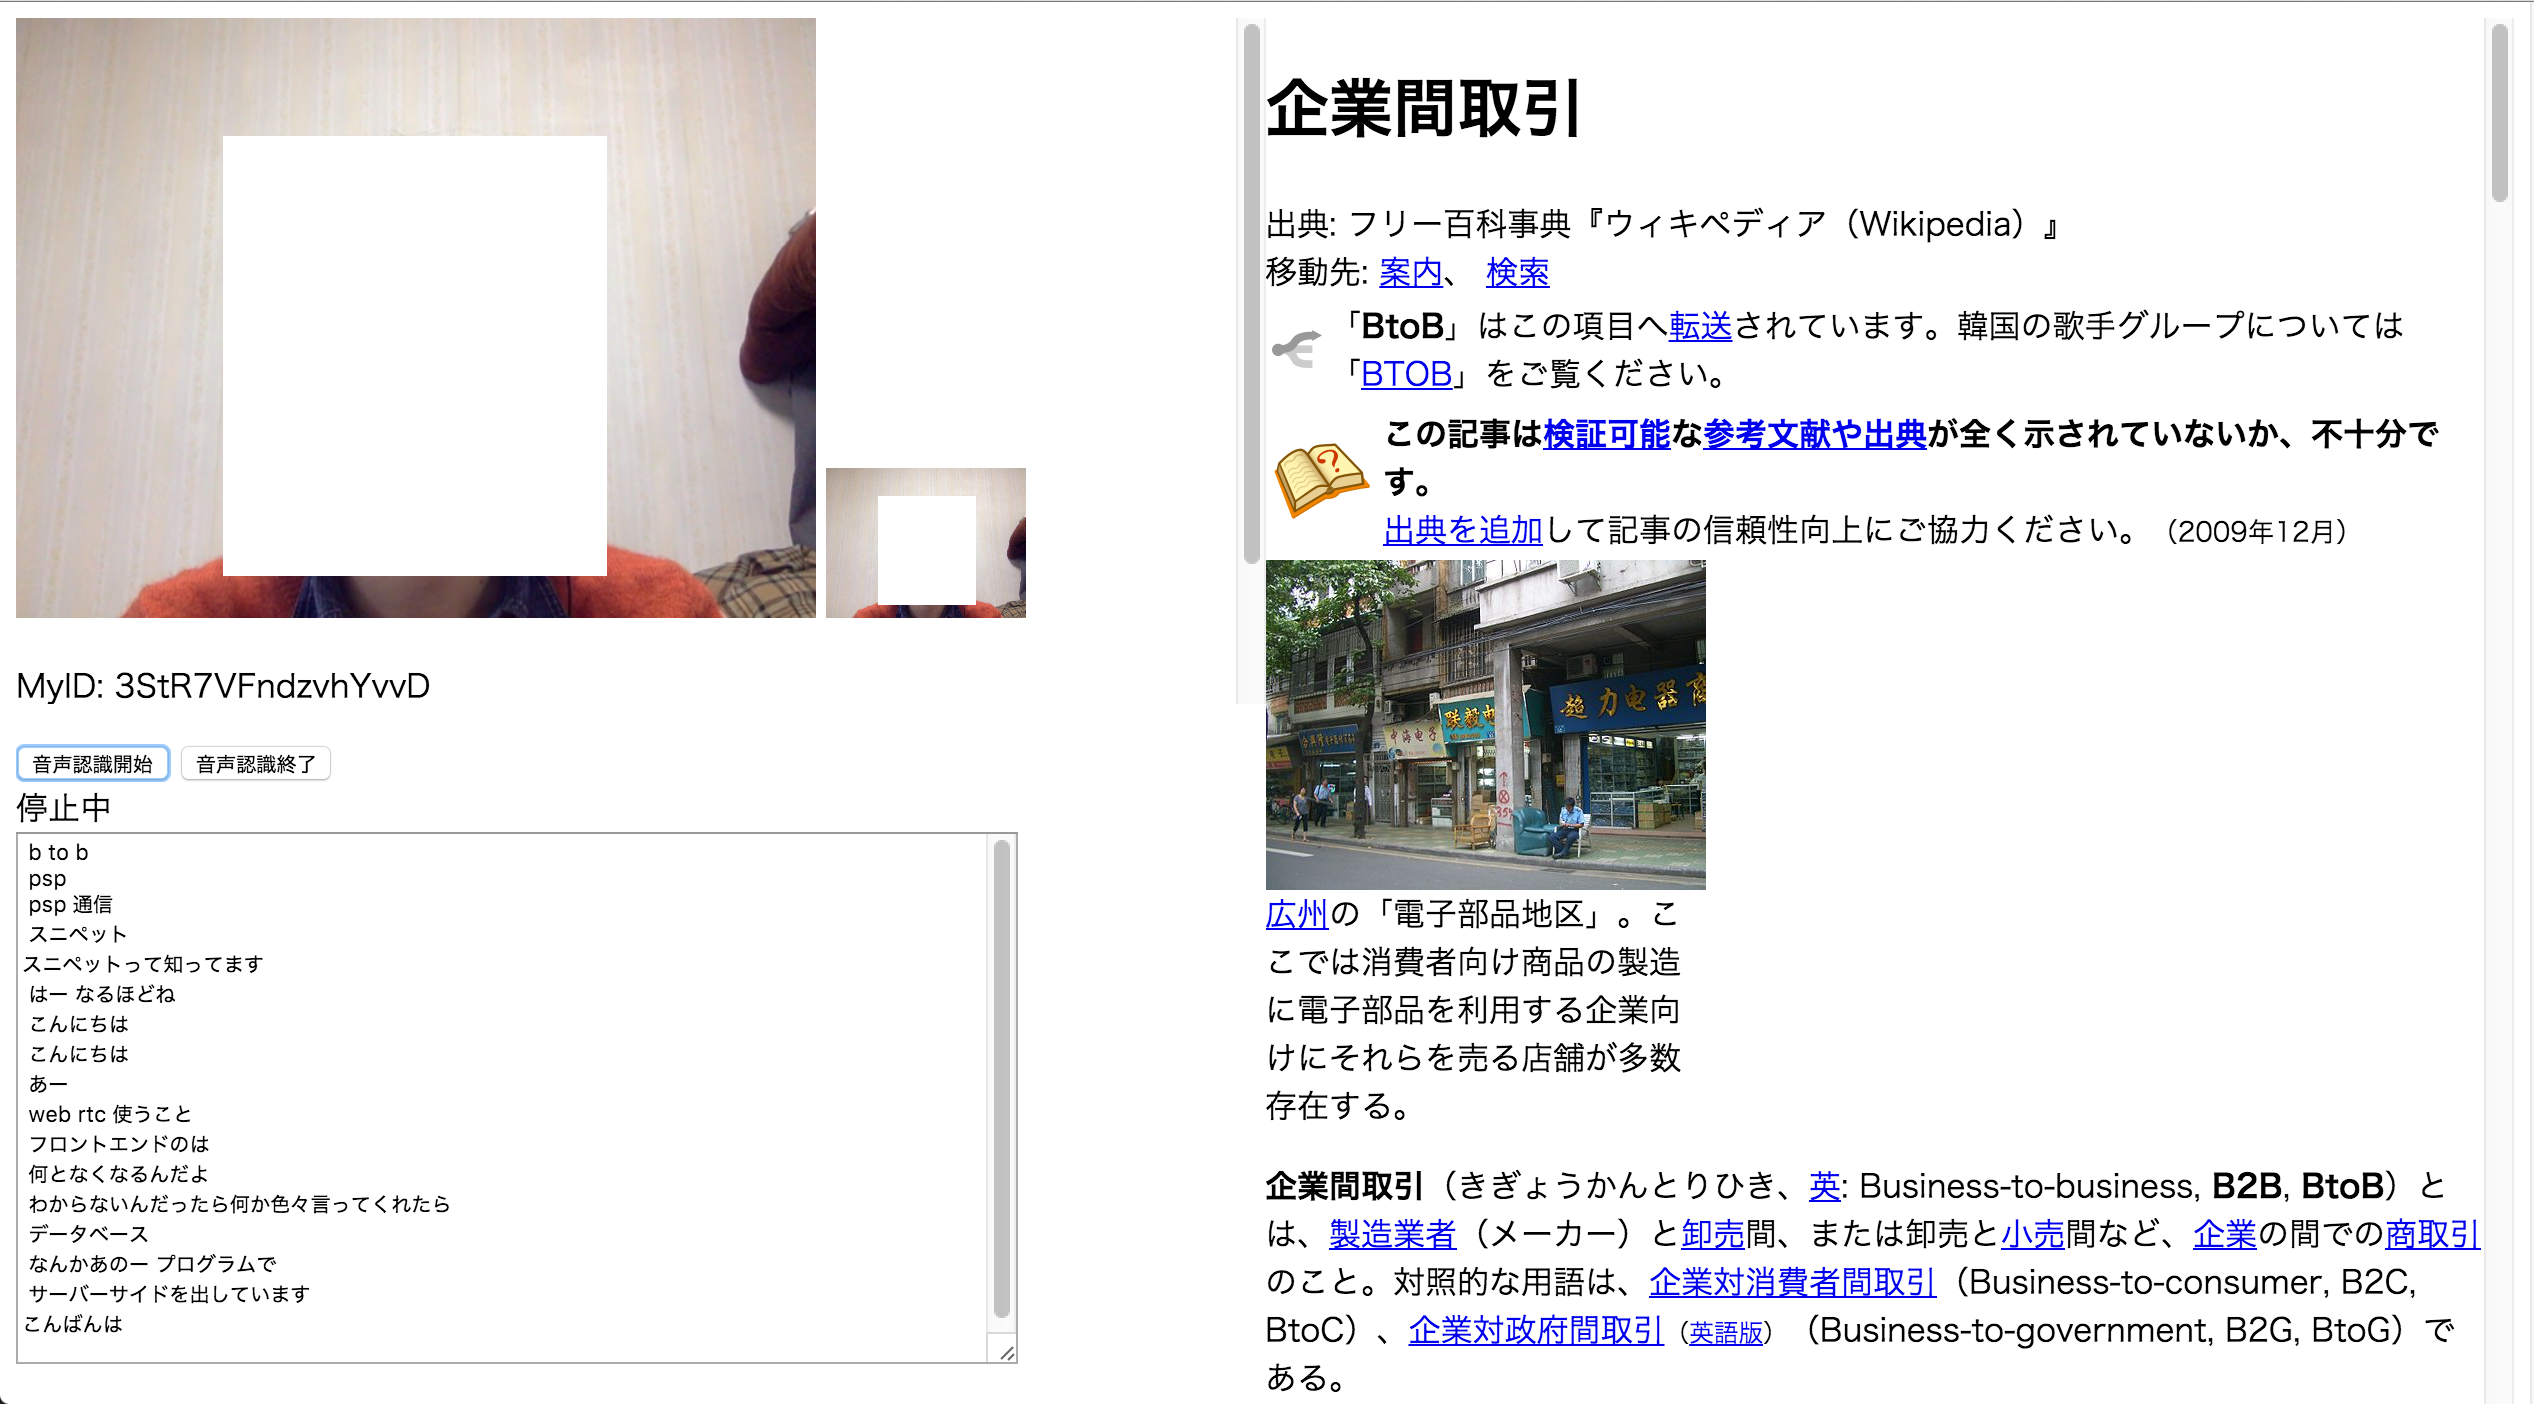 MyID: 3StR7VFndzvhYvvD
音声認識開始 音声認識終了
停止中
b to b
psp
psp 通信
スニペット
スニペットって知ってます
はー なるほどね
こんにちは
こんにちは
あー
web rtc 使うこと
フロントエンドのは
何となくなるんだよ
わからないんだったら何か色々言ってくれたら
データベース
なんかあのー プログラムで
サーバーサイドを出しています
こんばんは
企業間取引
出典: フリー百科事典『ウィキペディア（Wikipedia）』
移動先: 案内、 検索
「BtoB」はこの項目へ転送されています。韓国の歌手グループについては
「BTOB」をご覧ください。
この記事は検証可能な参考文献や出典が全く示されていないか、不十分で
す。
出典を追加して記事の信頼性向上にご協力ください。（2009年12月）
超力电器商
联毅电
中海电子
広州の「電子部品地区」。こ
こでは消費者向け商品の製造
に電子部品を利用する企業向
けにそれらを売る店舗が多数
存在する。
企業間取引（きぎょうかんとりひき、英: Business-to-business, B2B, BtoB）と
は、製造業者（メーカー）と卸売間、または卸売と小売間など、企業の間での商取引
のこと。対照的な用語は、企業対消費者間取引（Business-to-consumer, B2C,
BtoC）、企業対政府間取引（英語版）（Business-to-government, B2G, BtoG）で
ある。